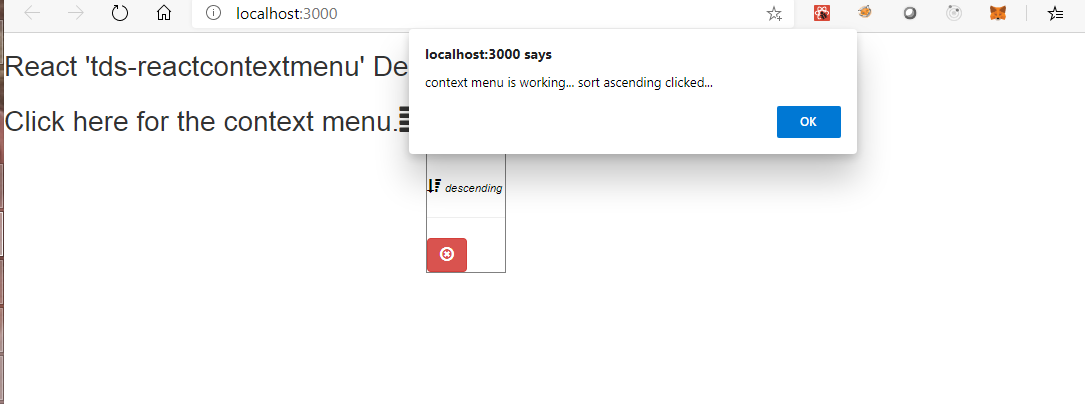 localhost:3000
localhost:3000 says
React 'tds-reactcontextmenu' De
context menu is working... sort ascending clicked...
Click here for the context menu.
OK
descending